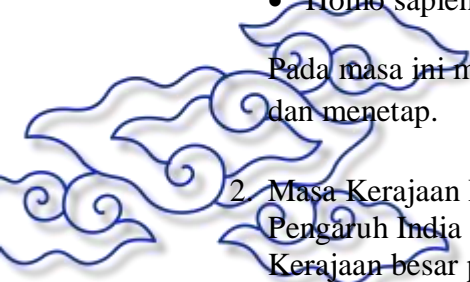 • Homo sapien
Pada masa ini m
dan menetap.
2. Masa Kerajaan
Pengaruh India
Kerajaan besar p